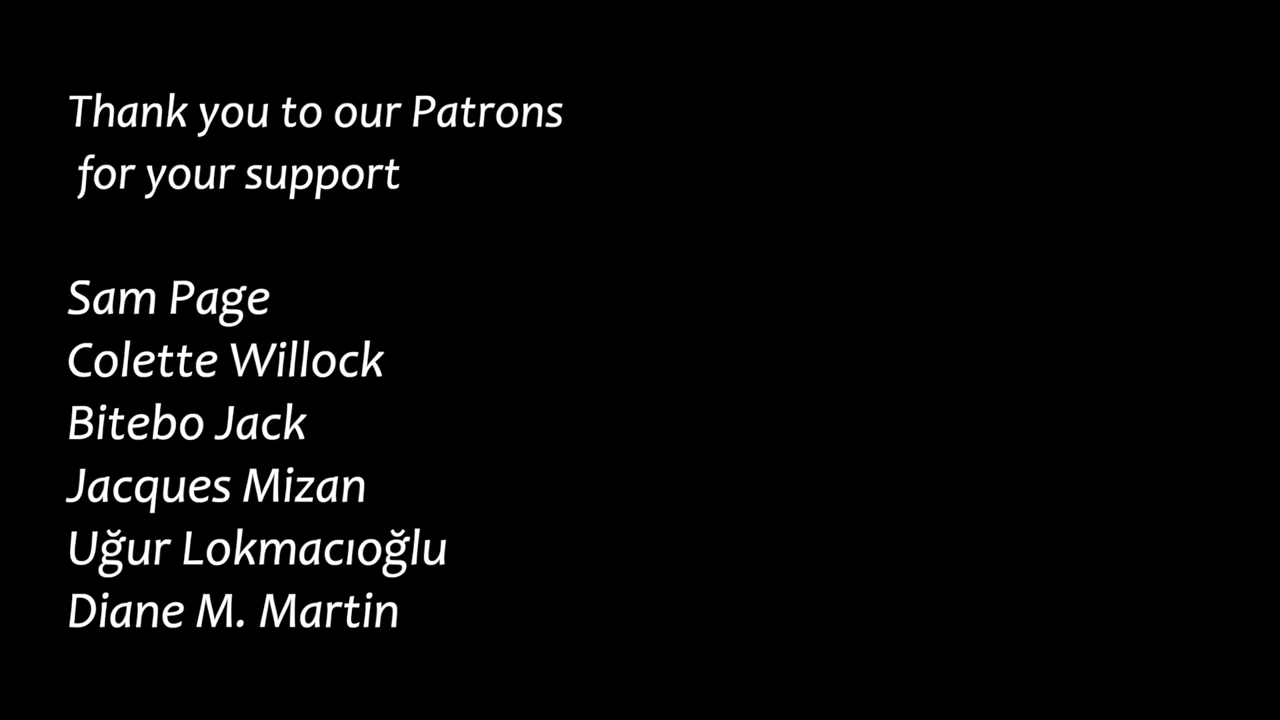 Thank you to our Patrons
for your support
Sam Page
Colette Willock
Bitebo Jack
Jacques Mizan
Uğur Lokmacıoğlu
Diane M. Martin